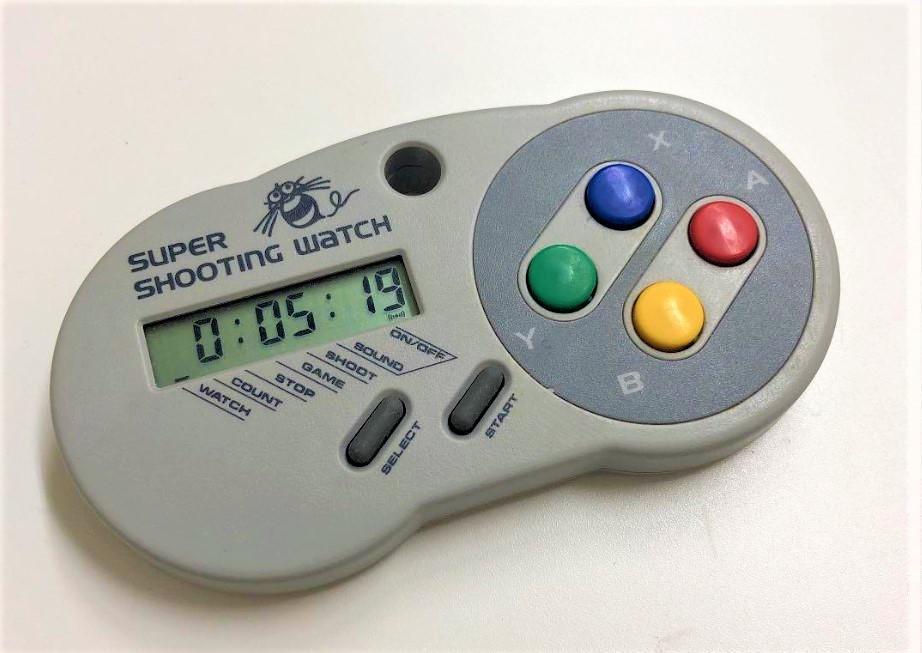 SUPER
SHOOTING WATCH
0:05:19
WATCH
COUNT
STOP
GAME
SHOOT
SOUND
ON/OFF
SELECT
START
X
A
Y
B